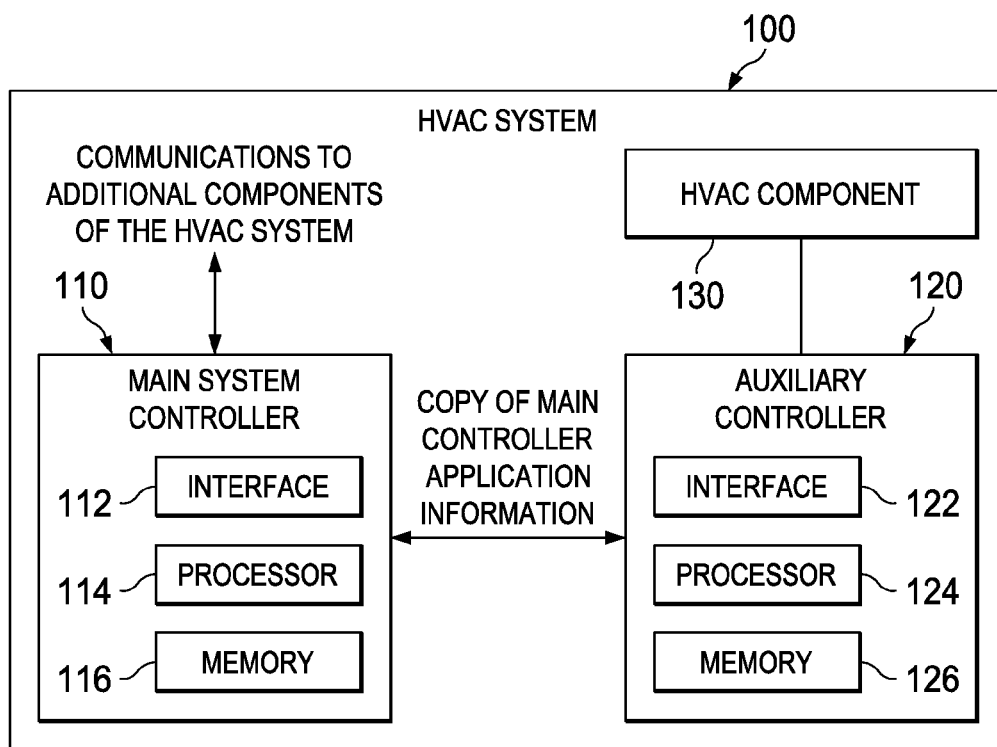 100
HVAC SYSTEM
COMMUNICATIONS TO
ADDITIONAL COMPONENTS
OF THE HVAC SYSTEM
HVAC COMPONENT
130
110
120
MAIN SYSTEM
CONTROLLER
INTERFACE
112
PROCESSOR
114
MEMORY
116
COPY OF MAIN
CONTROLLER
APPLICATION
INFORMATION
AUXILIARY
CONTROLLER
INTERFACE
122
PROCESSOR
124
MEMORY
126